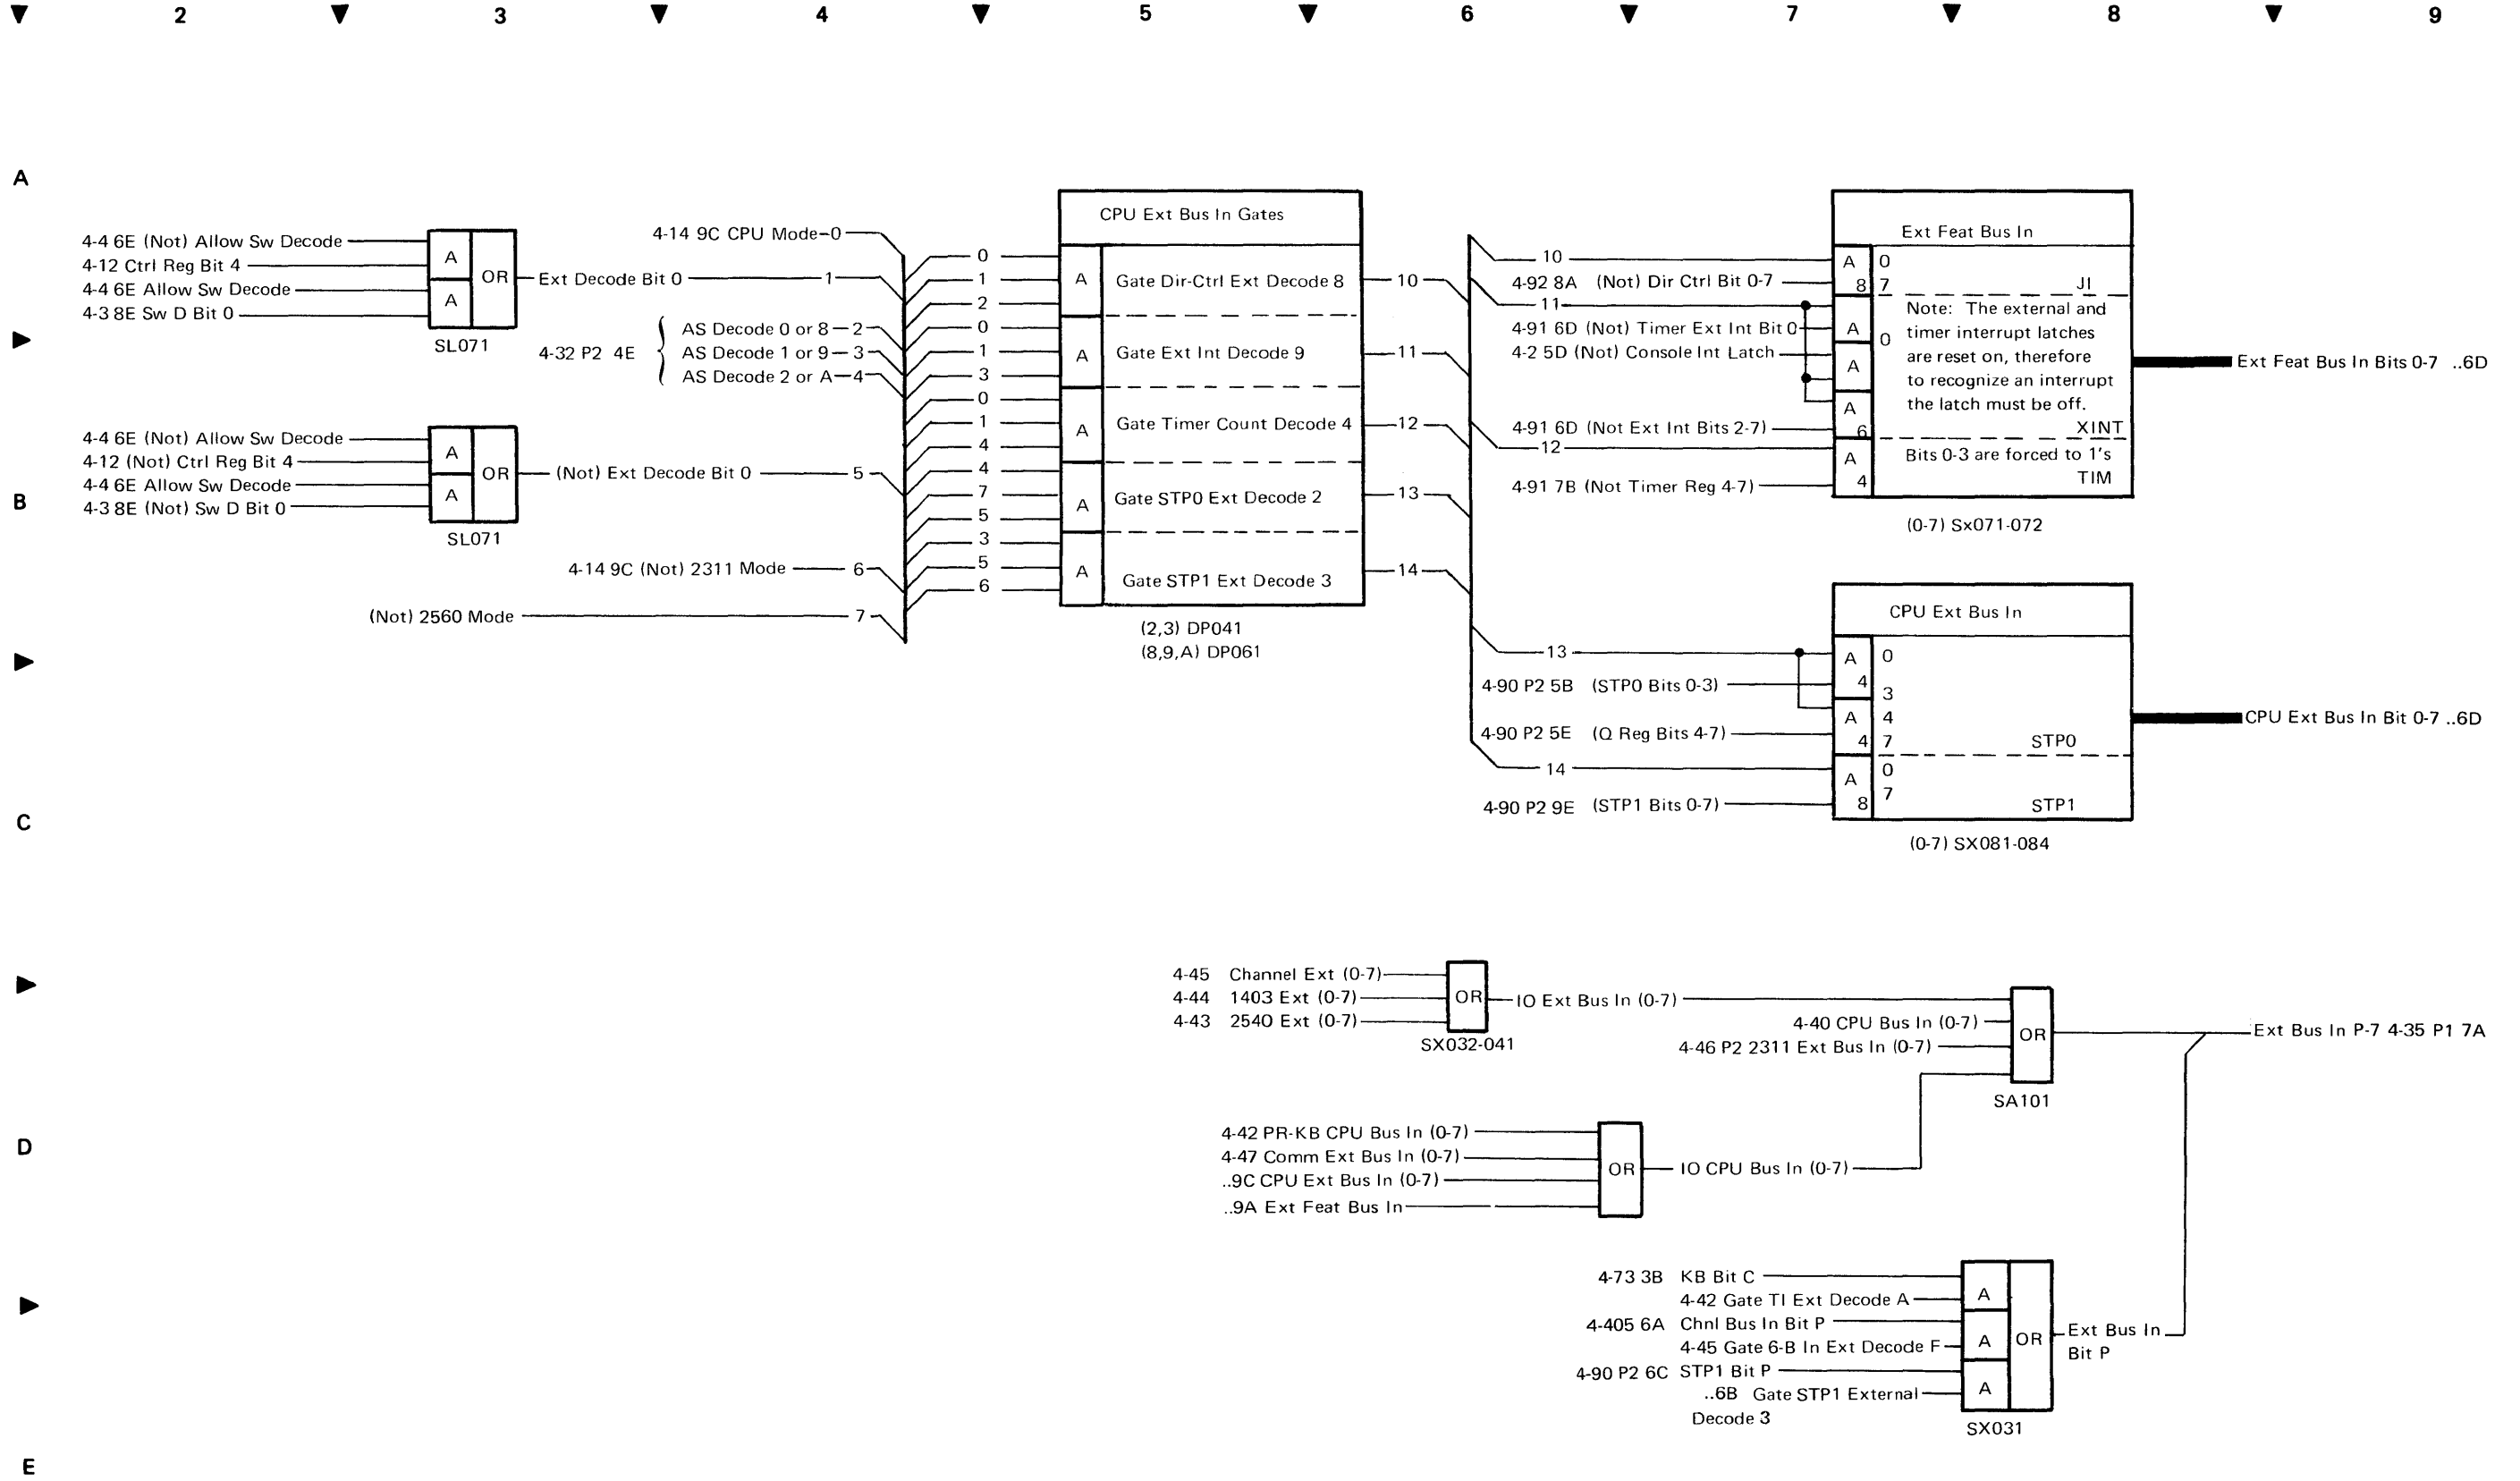 2 3 4 5 6 7 8 9
A
4-4 6E (Not) Allow Sw Decode
4-12 Ctrl Reg Bit 4
4-4 6E Allow Sw Decode
4-3 8E Sw D Bit 0
A
A
OR
SL071
Ext Decode Bit 0 1
4-14 9C CPU Mode-0
4-32 P2 4E
AS Decode 0 or 8-2
AS Decode 1 or 9-3
AS Decode 2 or A-4
B
4-4 6E (Not) Allow Sw Decode
4-12 (Not) Ctrl Reg Bit 4
4-4 6E Allow Sw Decode
4-3 8E (Not) Sw D Bit 0
A
A
OR
SL071
(Not) Ext Decode Bit 0 5
4-14 9C (Not) 2311 Mode 6
(Not) 2560 Mode 7
CPU Ext Bus In Gates
0
1
2
A
Gate Dir-Ctrl Ext Decode 8
10
0
1
3
A
Gate Ext Int Decode 9
11
0
1
4
A
Gate Timer Count Decode 4
12
4
7
5
A
Gate STP0 Ext Decode 2
13
3
5
6
A
Gate STP1 Ext Decode 3
14
(2,3) DP041
(8,9,A) DP061
Ext Feat Bus In
10
4-92 8A (Not) Dir Ctrl Bit 0-7
11
4-91 6D (Not) Timer Ext Int Bit 0
4-2 5D (Not) Console Int Latch
4-91 6D (Not Ext Int Bits 2-7)
12
4-91 7B (Not Timer Reg 4-7)
A 0
8 7
JI
A
0
A
A
6
Note: The external and
timer interrupt latches
are reset on, therefore
to recognize an interrupt
the latch must be off.
XINT
A
4
Bits 0-3 are forced to 1's
TIM
(0-7) Sx071-072
Ext Feat Bus In Bits 0-7 ..6D
CPU Ext Bus In
13
4-90 P2 5B (STP0 Bits 0-3)
4-90 P2 5E (Q Reg Bits 4-7)
14
4-90 P2 9E (STP1 Bits 0-7)
A 0
4 3
A 4
4 7
STP0
A 0
8 7
STP1
(0-7) SX081-084
CPU Ext Bus In Bit 0-7 ..6D
C
4-45 Channel Ext (0-7)
4-44 1403 Ext (0-7)
4-43 2540 Ext (0-7)
OR
SX032-041
IO Ext Bus In (0-7)
4-40 CPU Bus In (0-7)
4-46 P2 2311 Ext Bus In (0-7)
OR
SA101
Ext Bus In P-7 4-35 P1 7A
D
4-42 PR-KB CPU Bus In (0-7)
4-47 Comm Ext Bus In (0-7)
..9C CPU Ext Bus In (0-7)
..9A Ext Feat Bus In
OR
IO CPU Bus In (0-7)
4-73 3B KB Bit C
4-42 Gate TI Ext Decode A
4-405 6A Chnl Bus In Bit P
4-45 Gate 6-B In Ext Decode F
4-90 P2 6C STP1 Bit P
..6B Gate STP1 External
Decode 3
A
A
A
OR
SX031
Ext Bus In
Bit P
E